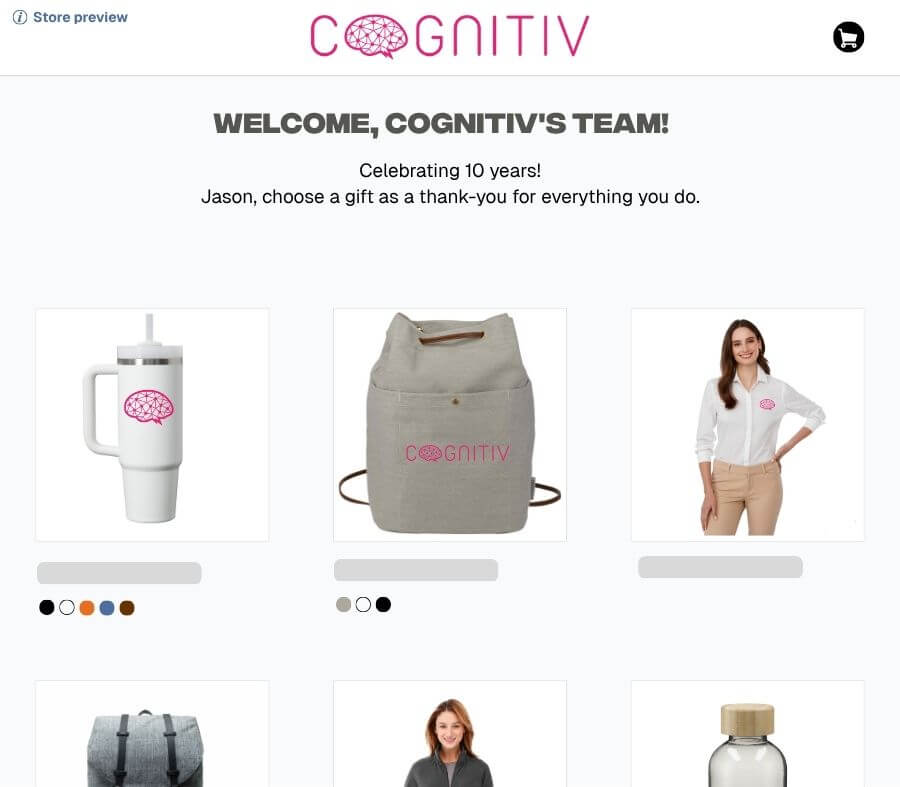 Store preview
COGNITIV
WELCOME, COGNITIV'S TEAM!
Celebrating 10 years!
Jason, choose a gift as a thank-you for everything you do.
COGNITIV